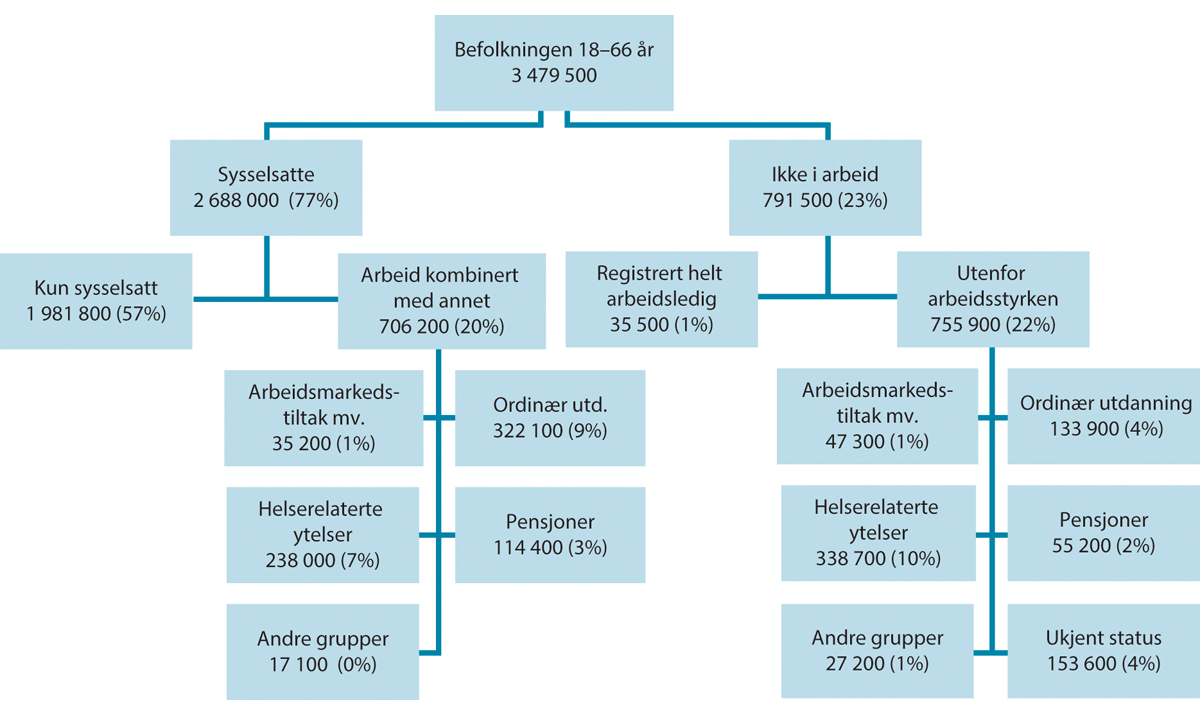 Befolkningen 18–66 år
3 479 500
Sysselsatte
2 688 000 (77%)
Ikke i arbeid
791 500 (23%)
Kun sysselsatt
1 981 800 (57%)
Arbeid kombinert
med annet
706 200 (20%)
Registrert helt
arbeidsledig
35 500 (1%)
Utenfor
arbeidsstyrken
755 900 (22%)
Arbeidsmarkeds-
tiltak mv.
35 200 (1%)
Ordinær utd.
322 100 (9%)
Helserelaterte
ytelser
238 000 (7%)
Pensjoner
114 400 (3%)
Andre grupper
17 100 (0%)
Arbeidsmarkeds-
tiltak mv.
47 300 (1%)
Ordinær utdanning
133 900 (4%)
Helserelaterte
ytelser
338 700 (10%)
Pensjoner
55 200 (2%)
Andre grupper
27 200 (1%)
Ukjent status
153 600 (4%)